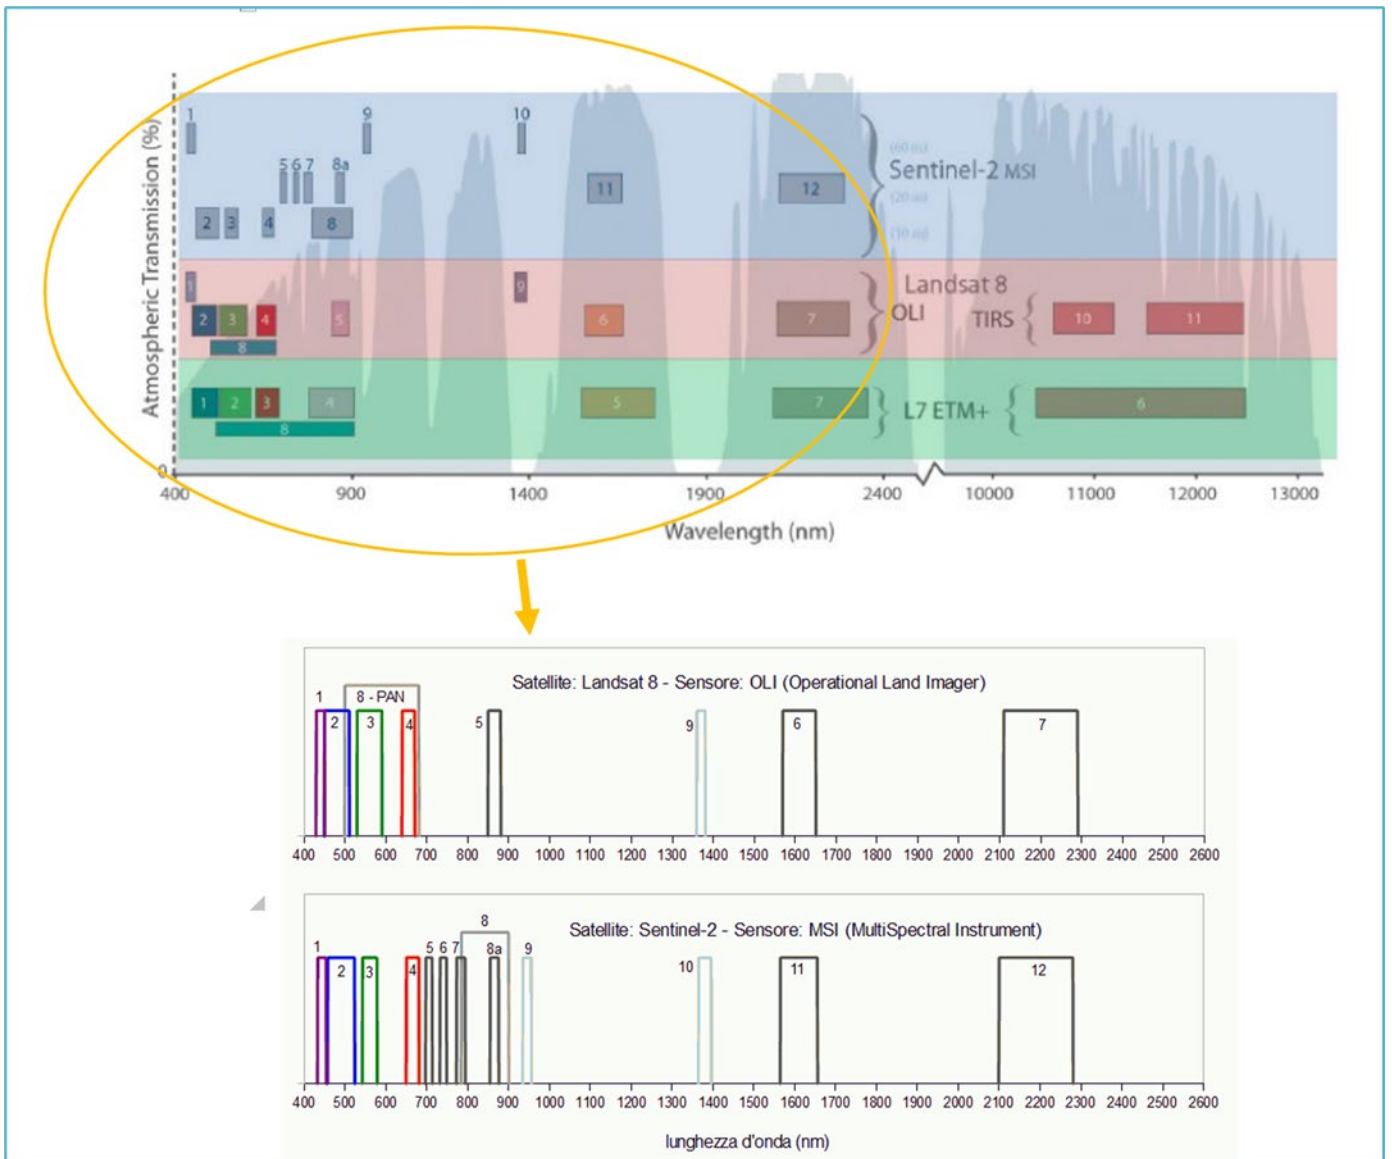 Atmospheric Transmission (%)
1 9 10
5 6 7 8a
11 12
2 3 4 8
(60 m)
Sentinel-2 MSI
(20 m)
(10 m)
1 9
2 3 4 5 6 7
8
Landsat 8
OLI
TIRS
10 11
1 2 3 4 5 7
8
L7 ETM+
6
0
400 900 1400 1900 2400 10000 11000 12000 13000
Wavelength (nm)
Satellite: Landsat 8 - Sensore: OLI (Operational Land Imager)
1 8 - PAN
2 3 4 5 9 6 7
400 500 600 700 800 900 1000 1100 1200 1300 1400 1500 1600 1700 1800 1900 2000 2100 2200 2300 2400 2500 2600
8
Satellite: Sentinel-2 - Sensore: MSI (MultiSpectral Instrument)
1 5 6 7 8a 9
2 3 4 10 11 12
400 500 600 700 800 900 1000 1100 1200 1300 1400 1500 1600 1700 1800 1900 2000 2100 2200 2300 2400 2500 2600
lunghezza d'onda (nm)